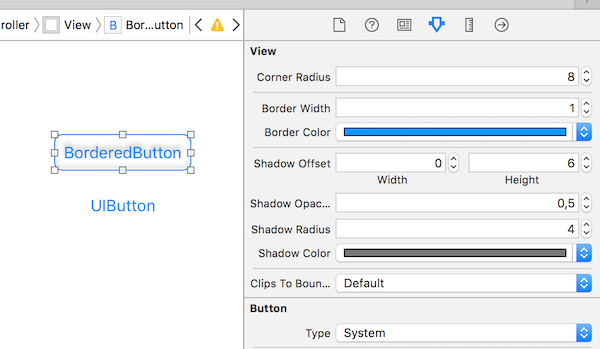 roller View B Bor...utton
View
Corner Radius 8
Border Width 1
Border Color
Shadow Offset 0 6
Width Height
Shadow Opac... 0,5
Shadow Radius 4
Shadow Color
Clips To Boun... Default
Button
Type System
BorderedButton
UIButton